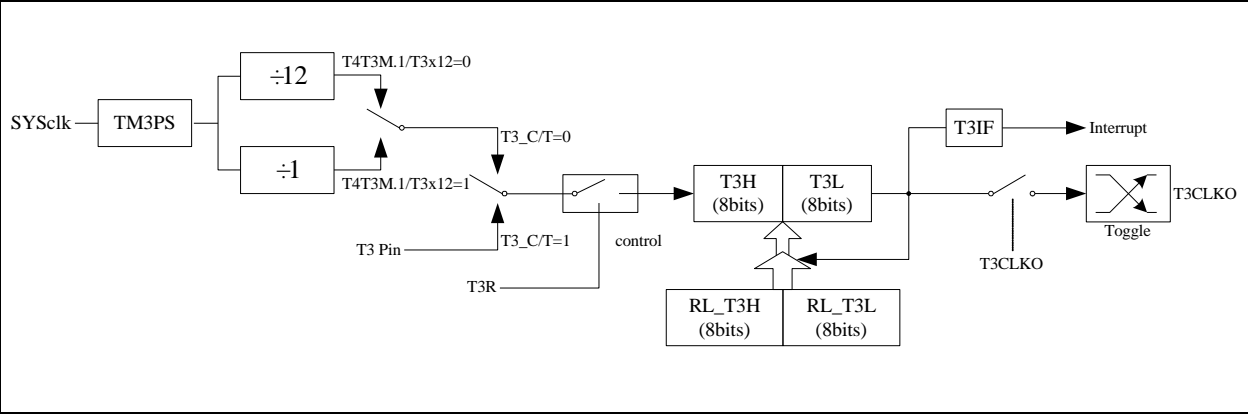 ÷12
T4T3M.1/T3x12=0
SYSclk
TM3PS
T3_C/T=0
÷1
T4T3M.1/T3x12=1
T3 Pin
T3_C/T=1
T3R
control
T3H
(8bits)
T3L
(8bits)
T3IF
Interrupt
T3CLKO
Toggle
T3CLKO
RL_T3H
(8bits)
RL_T3L
(8bits)